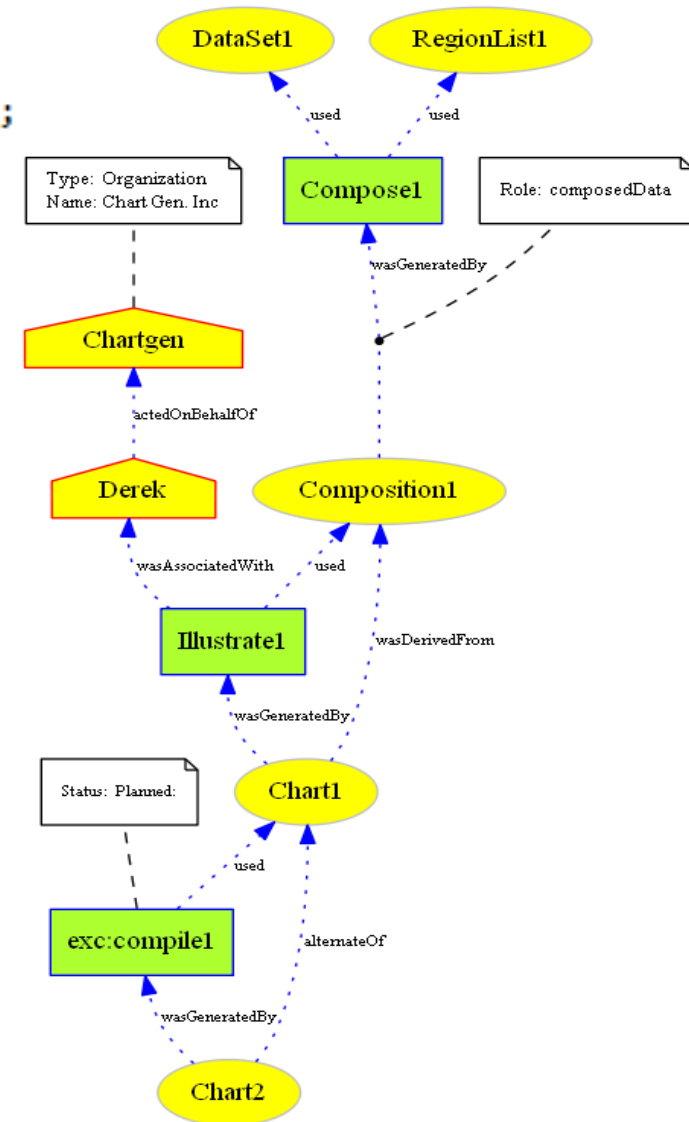 DataSet1
RegionList1
used
used
;
Type: Organization
Name: Chart Gen. Inc
Compose1
Role: composedData
wasGeneratedBy
Chartgen
actedOnBehalfOf
Derek
Composition1
wasAssociatedWith
used
Illustrate1
wasDerivedFrom
wasGeneratedBy
Status: Planned:
Chart1
used
exc:compile1
alternateOf
wasGeneratedBy
Chart2